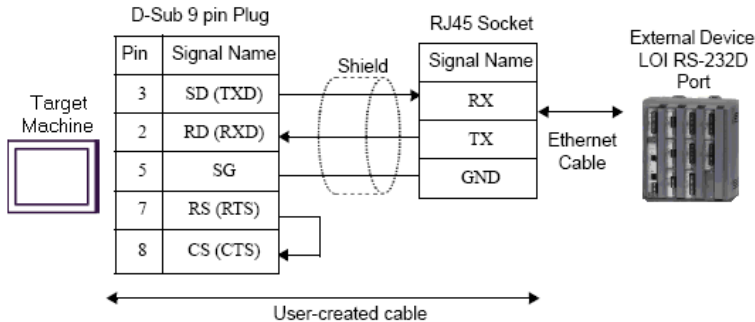 D-Sub 9 pin Plug
RJ45 Socket
External Device
LOI RS-232D
Port
Target
Machine
Pin Signal Name
3 SD (TXD)
2 RD (RXD)
5 SG
7 RS (RTS)
8 CS (CTS)
Shield
Signal Name
RX
TX
GND
Ethernet
Cable
User-created cable